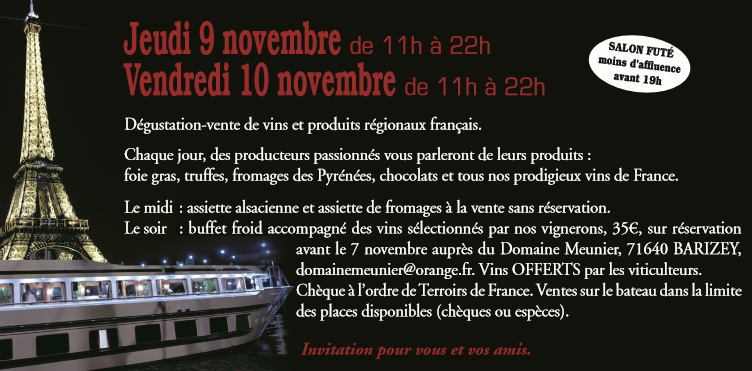 Jeudi 9 novembre de 11h à 22h
Vendredi 10 novembre de 11h à 22h
SALON FUTÉ
moins d'affluence
avant 19h
Dégustation-vente de vins et produits régionaux français.
Chaque jour, des producteurs passionnés vous parleront de leurs produits :
foie gras, truffes, fromages des Pyrénées, chocolats et tous nos prodigieux vins de France.
Le midi : assiette alsacienne et assiette de fromages à la vente sans réservation.
Le soir : buffet froid accompagné des vins sélectionnés par nos vignerons, 35€, sur réservation
avant le 7 novembre auprès du Domaine Meunier, 71640 BARIZEY,
domainemeunier@orange.fr. Vins OFFERTS par les viticulteurs.
Chèque à l'ordre de Terroirs de France. Ventes sur le bateau dans la limite
des places disponibles (chèques ou espèces).
Invitation pour vous et vos amis.